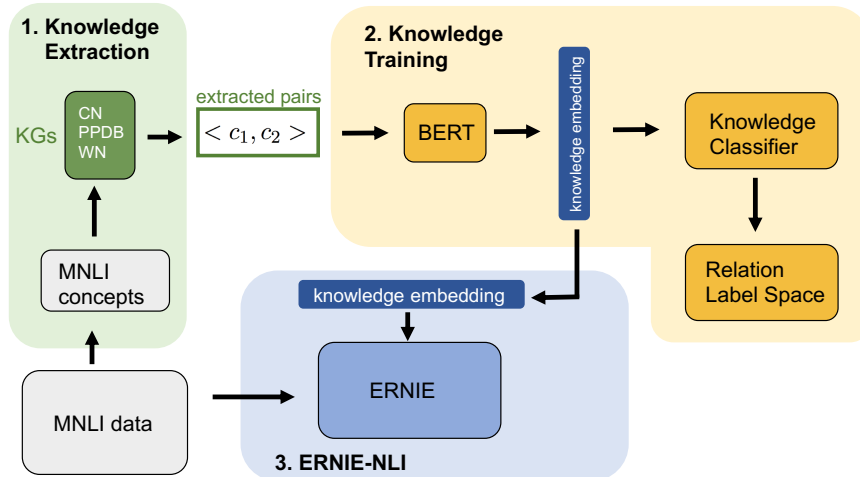 1. Knowledge
Extraction
KGs
CN
PPDB
WN
MNLI
concepts
MNLI data
extracted pairs
< c₁, c₂ >
2. Knowledge
Training
BERT
knowledge embedding
Knowledge
Classifier
Relation
Label Space
knowledge embedding
ERNIE
3. ERNIE-NLI